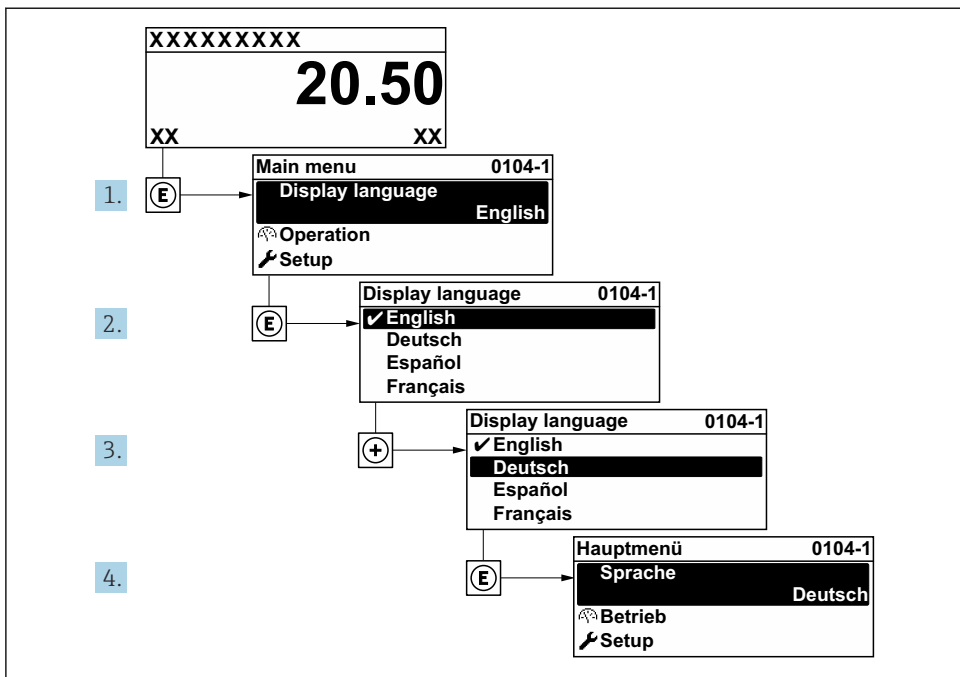 XXXXXXXXX
20.50
XX XX
1. E
Main menu 0104-1
Display language
English
Operation
Setup
2. E
Display language 0104-1
✔English
Deutsch
Español
Français
3. +
Display language 0104-1
✔English
Deutsch
Español
Français
4. E
Hauptmenü 0104-1
Sprache
Deutsch
Betrieb
Setup